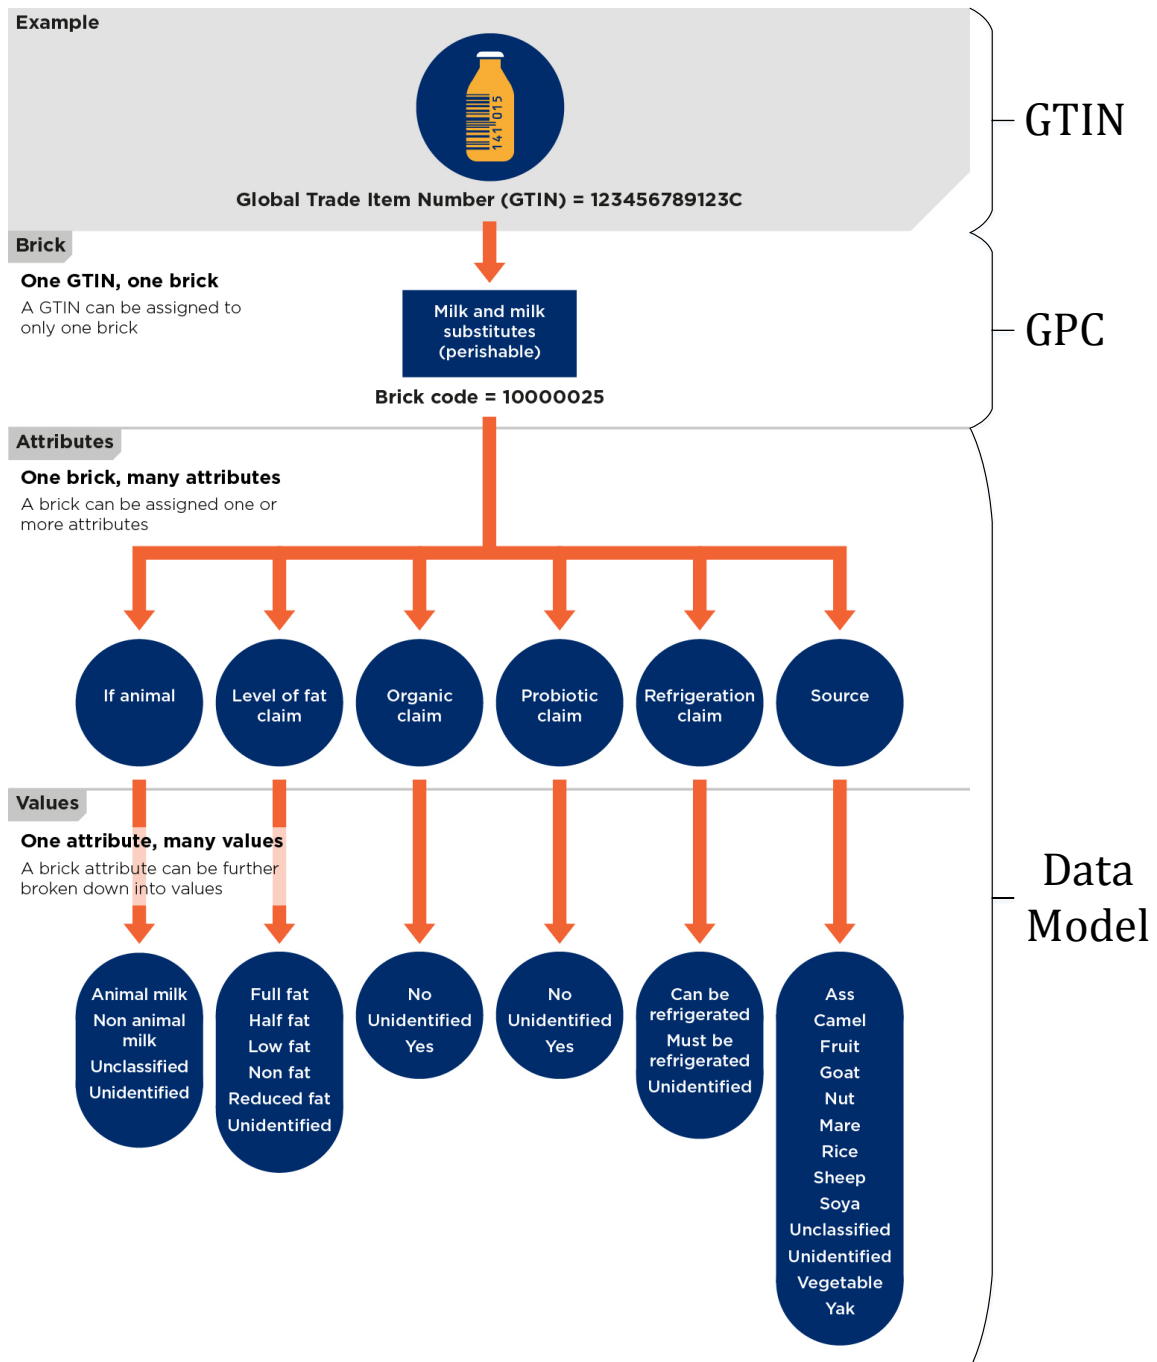 Example
141 015
Global Trade Item Number (GTIN) = 123456789123C
GTIN
Brick
One GTIN, one brick
A GTIN can be assigned to
only one brick
Milk and milk
substitutes
(perishable)
Brick code = 10000025
GPC
Attributes
One brick, many attributes
A brick can be assigned one or
more attributes
If animal
Level of fat
claim
Organic
claim
Probiotic
claim
Refrigeration
claim
Source
Values
One attribute, many values
A brick attribute can be further
broken down into values
Data
Model
Animal milk
Non animal
milk
Unclassified
Unidentified
Full fat
Half fat
Low fat
Non fat
Reduced fat
Unidentified
No
Unidentified
Yes
No
Unidentified
Yes
Can be
refrigerated
Must be
refrigerated
Unidentified
Ass
Camel
Fruit
Goat
Nut
Mare
Rice
Sheep
Soya
Unclassified
Unidentified
Vegetable
Yak